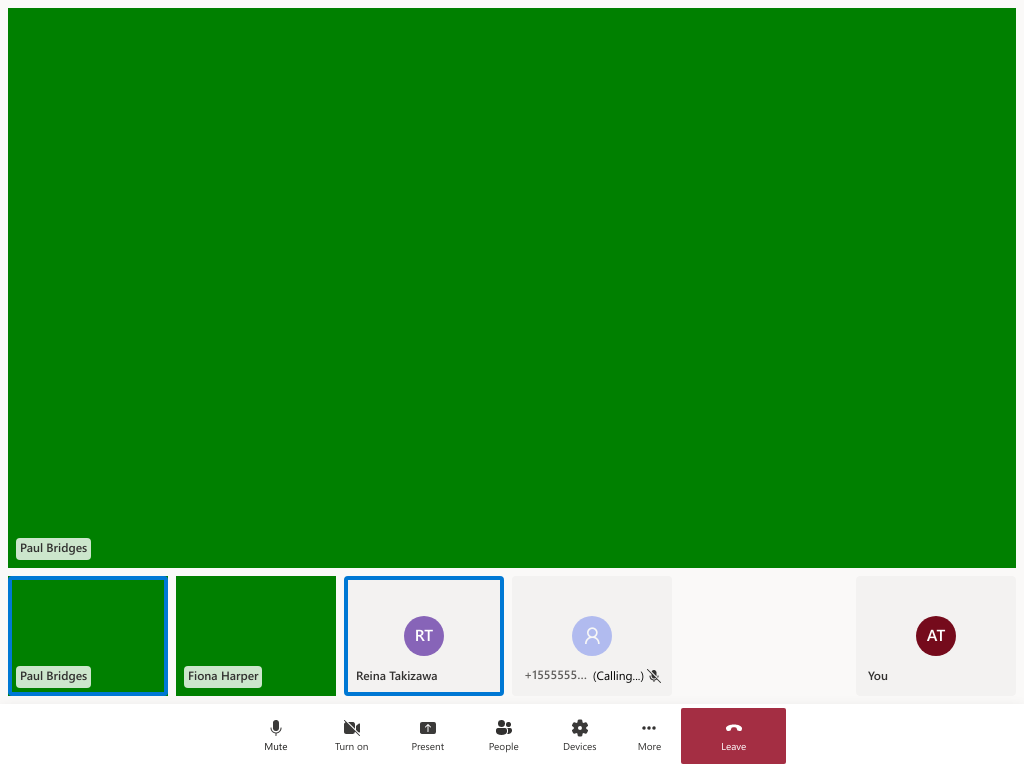 Paul Bridges
Paul Bridges
Fiona Harper
RT
Reina Takizawa
+1555555... (Calling...)
AT
You
Mute
Turn on
Present
People
Devices
More
Leave